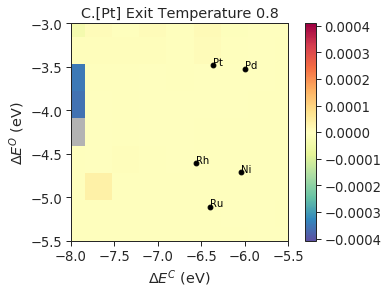 C.[Pt] Exit Temperature 0.8
−3.0
−3.5
−4.0
−4.5
−5.0
−5.5
ΔE^O (eV)
Pt
Pd
Rh
Ni
Ru
−8.0 −7.5 −7.0 −6.5 −6.0 −5.5
ΔE^C (eV)
0.0004
0.0003
0.0002
0.0001
0.0000
−0.0001
−0.0002
−0.0003
−0.0004